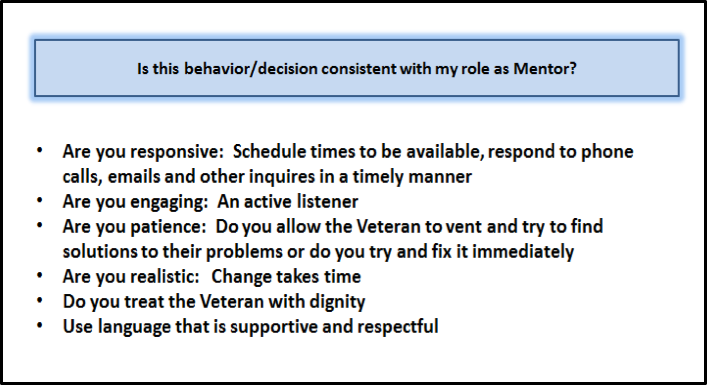 Is this behavior/decision consistent with my role as Mentor?
• Are you responsive:  Schedule times to be available, respond to phone
calls, emails and other inquires in a timely manner
• Are you engaging:  An active listener
• Are you patience:  Do you allow the Veteran to vent and try to find
solutions to their problems or do you try and fix it immediately
• Are you realistic:  Change takes time
• Do you treat the Veteran with dignity
• Use language that is supportive and respectful